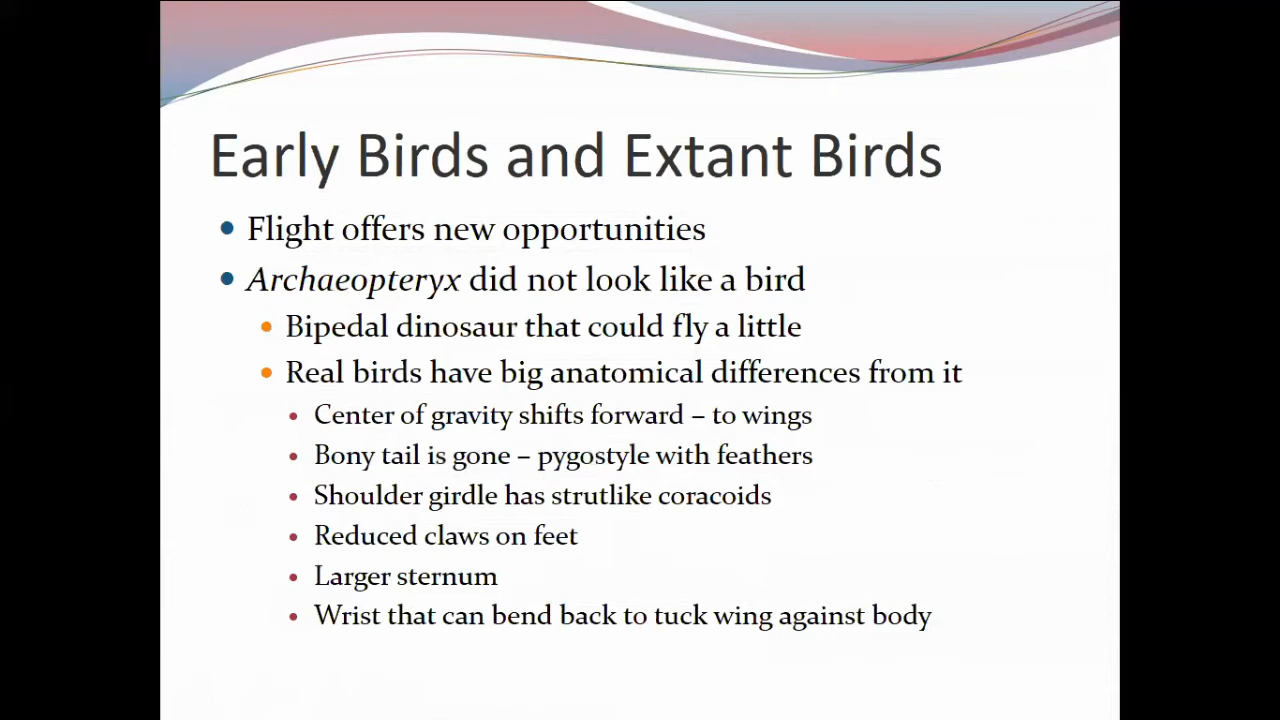 Early Birds and Extant Birds
• Flight offers new opportunities
• Archaeopteryx did not look like a bird
• Bipedal dinosaur that could fly a little
• Real birds have big anatomical differences from it
• Center of gravity shifts forward – to wings
• Bony tail is gone – pygostyle with feathers
• Shoulder girdle has strutlike coracoids
• Reduced claws on feet
• Larger sternum
• Wrist that can bend back to tuck wing against body